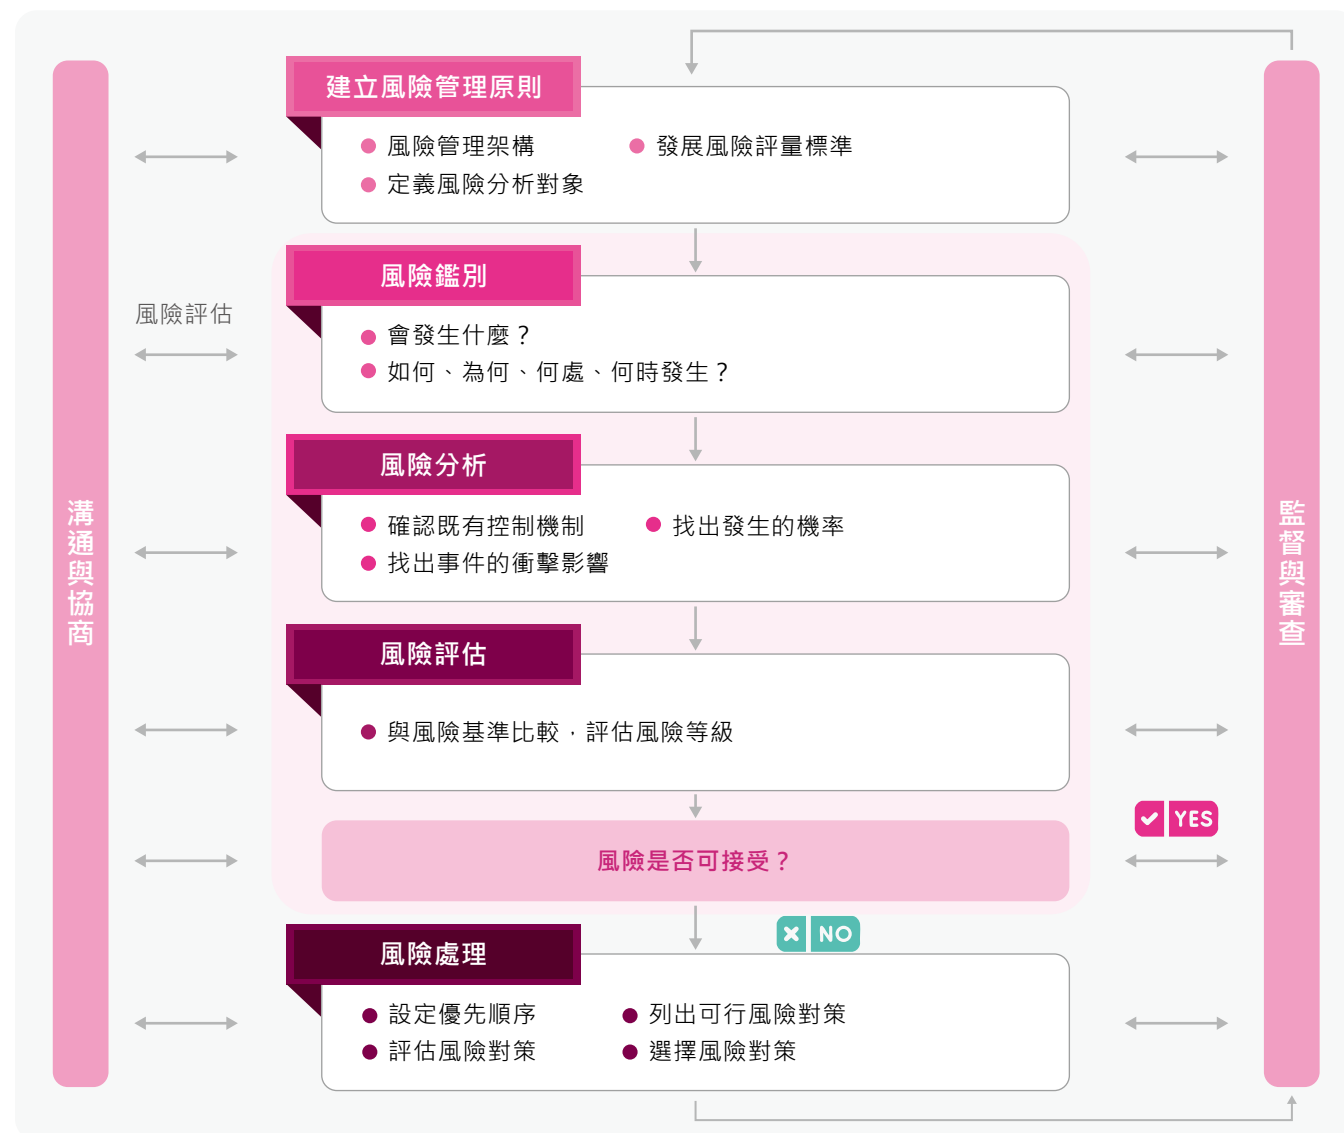 溝通與協商
建立風險管理原則
風險管理架構
發展風險評量標準
定義風險分析對象
風險評估
風險鑑別
會發生什麼？
如何、為何、何處、何時發生？
風險分析
確認既有控制機制
找出發生的機率
找出事件的衝擊影響
風險評估
與風險基準比較，評估風險等級
風險是否可接受？
YES
NO
風險處理
設定優先順序
列出可行風險對策
評估風險對策
選擇風險對策
監督與審查